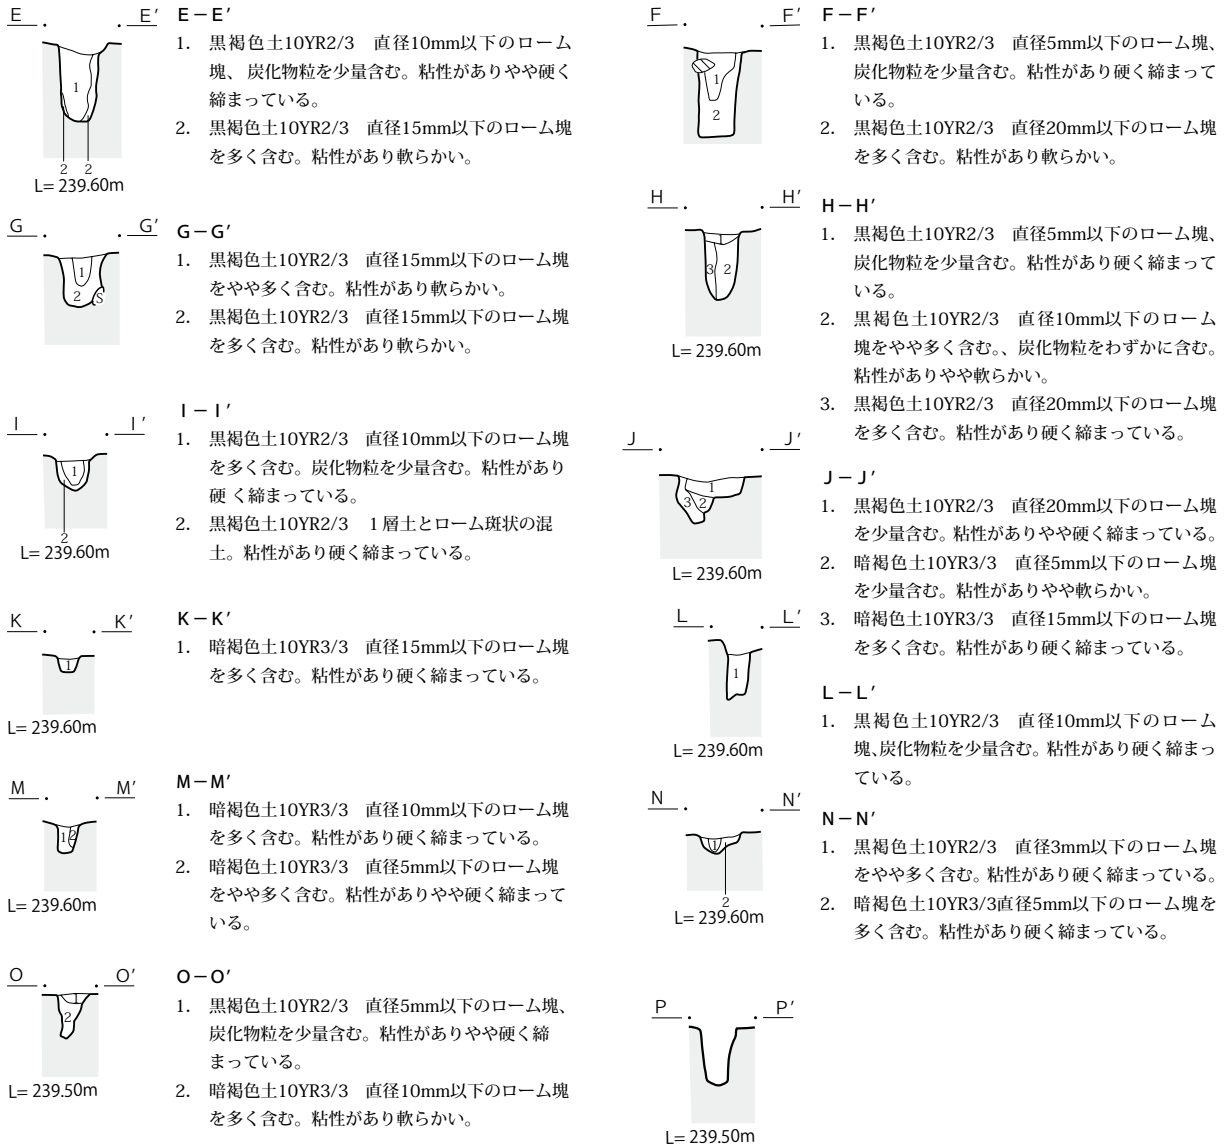 E E′
1
2 2
L= 239.60m
E－E′
1. 黒褐色土10YR2/3　直径10mm以下のローム
塊、 炭化物粒を少量含む。粘性がありやや硬く
締まっている。
2. 黒褐色土10YR2/3　直径15mm以下のローム塊
を多く含む。粘性があり軟らかい。
G G′
1
2
S
G－G′
1. 黒褐色土10YR2/3　直径15mm以下のローム塊
をやや多く含む。粘性があり軟らかい。
2. 黒褐色土10YR2/3　直径15mm以下のローム塊
を多く含む。粘性があり軟らかい。
I I′
1
2
L= 239.60m
I－I′
1. 黒褐色土10YR2/3　直径10mm以下のローム塊
を多く含む。炭化物粒を少量含む。粘性があり
硬 く締まっている。
2. 黒褐色土10YR2/3　１層土とローム斑状の混
土。粘性があり硬く締まっている。
K K′
1
L= 239.60m
K－K′
1. 暗褐色土10YR3/3　直径15mm以下のローム塊
を多く含む。粘性があり硬く締まっている。
M M′
1 2
L= 239.60m
M－M′
1. 暗褐色土10YR3/3　直径10mm以下のローム塊
を多く含む。粘性があり硬く締まっている。
2. 暗褐色土10YR3/3　直径5mm以下のローム塊
をやや多く含む。粘性がありやや硬く締まって
いる。
O O′
2
L= 239.50m
O－O′
1. 黒褐色土10YR2/3　直径5mm以下のローム塊、
炭化物粒を少量含む。粘性がありやや硬く締
まっている。
2. 暗褐色土10YR3/3　直径10mm以下のローム塊
を多く含む。粘性があり軟らかい。
F F′
1
2
F－F′
1. 黒褐色土10YR2/3　直径5mm以下のローム塊、
炭化物粒を少量含む。粘性があり硬く締まって
いる。
2. 黒褐色土10YR2/3　直径20mm以下のローム塊
を多く含む。粘性があり軟らかい。
H H′
3 2
L= 239.60m
H－H′
1. 黒褐色土10YR2/3　直径5mm以下のローム塊、
炭化物粒を少量含む。粘性があり硬く締まって
いる。
2. 黒褐色土10YR2/3　直径10mm以下のローム
塊をやや多く含む。、炭化物粒をわずかに含む。
粘性がありやや軟らかい。
3. 黒褐色土10YR2/3　直径20mm以下のローム塊
を多く含む。粘性があり硬く締まっている。
J J′
1
3 2
L= 239.60m
J－J′
1. 黒褐色土10YR2/3　直径20mm以下のローム塊
を少量含む。粘性がありやや硬く締まっている。
2. 暗褐色土10YR3/3　直径5mm以下のローム塊
を少量含む。粘性がありやや軟らかい。
3. 暗褐色土10YR3/3　直径15mm以下のローム塊
を多く含む。粘性があり硬く締まっている。
L L′
1
L= 239.60m
L－L′
1. 黒褐色土10YR2/3　直径10mm以下のローム
塊、炭化物粒を少量含む。粘性があり硬く締まっ
ている。
N N′
1
2
L= 239.60m
N－N′
1. 黒褐色土10YR2/3　直径3mm以下のローム塊
をやや多く含む。粘性があり硬く締まっている。
2. 暗褐色土10YR3/3直径5mm以下のローム塊を
多く含む。粘性があり硬く締まっている。
P P′
L= 239.50m